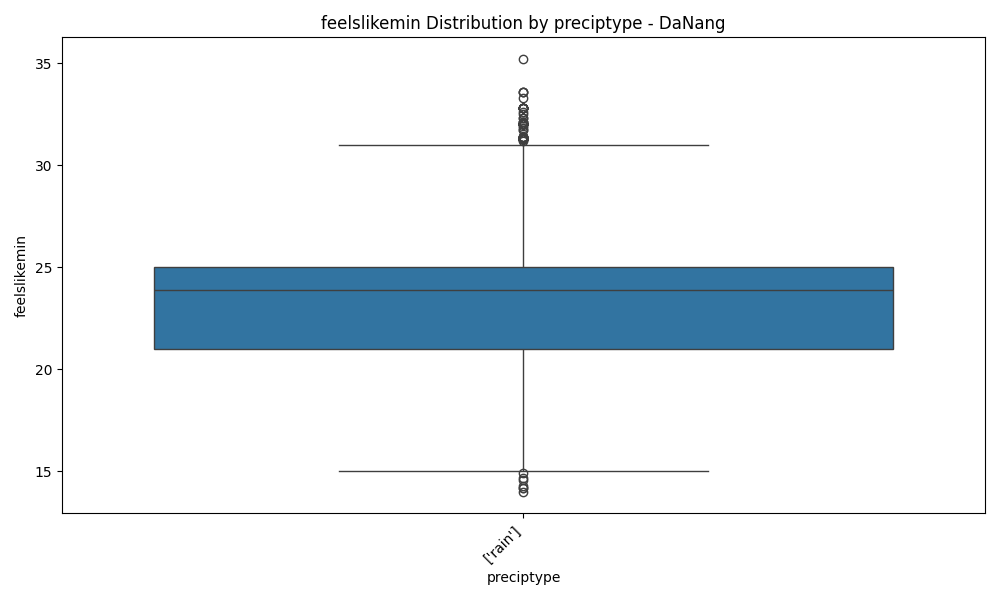 feelslikemin Distribution by preciptype - DaNang
35
30
25
20
15
feelslikemin
['rain']
preciptype